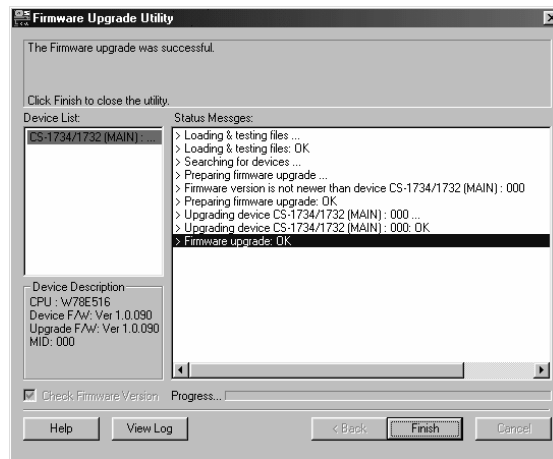 Firmware Upgrade Utility
The Firmware upgrade was successful.
Click Finish to close the utility.
Device List:
CS-1734/1732 (MAIN) : ...
Status Messges:
> Loading & testing files ...
> Loading & testing files: OK
> Searching for devices ...
> Preparing firmware upgrade ...
> Firmware version is not newer than device CS-1734/1732 (MAIN) : 000
> Preparing firmware upgrade: OK
> Upgrading device CS-1734/1732 (MAIN) : 000 ...
> Upgrading device CS-1734/1732 (MAIN) : 000: OK
> Firmware upgrade: OK
Device Description
CPU : W78E516
Device F/W: Ver 1.0.090
Upgrade F/W: Ver 1.0.090
MID: 000
Check Firmware Version
Progress...
Help
View Log
< Back
Finish
Cancel